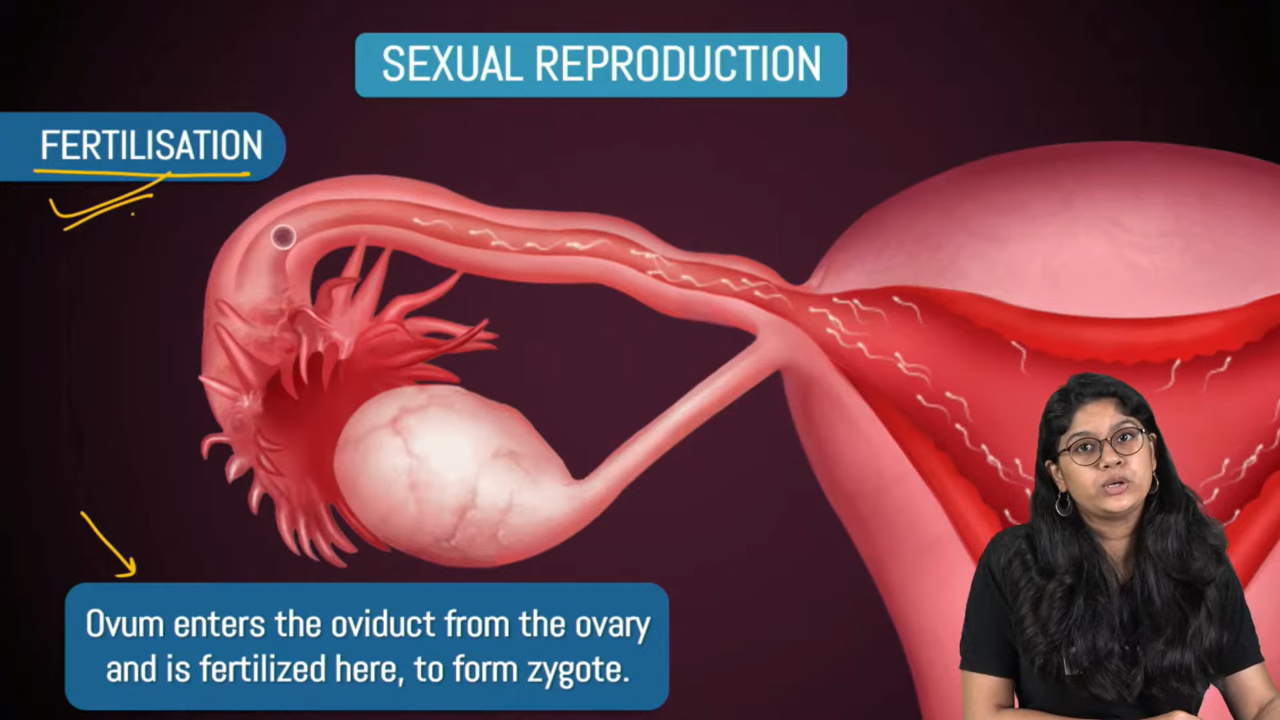 SEXUAL REPRODUCTION
FERTILISATION
Ovum enters the oviduct from the ovary
and is fertilized here, to form zygote.